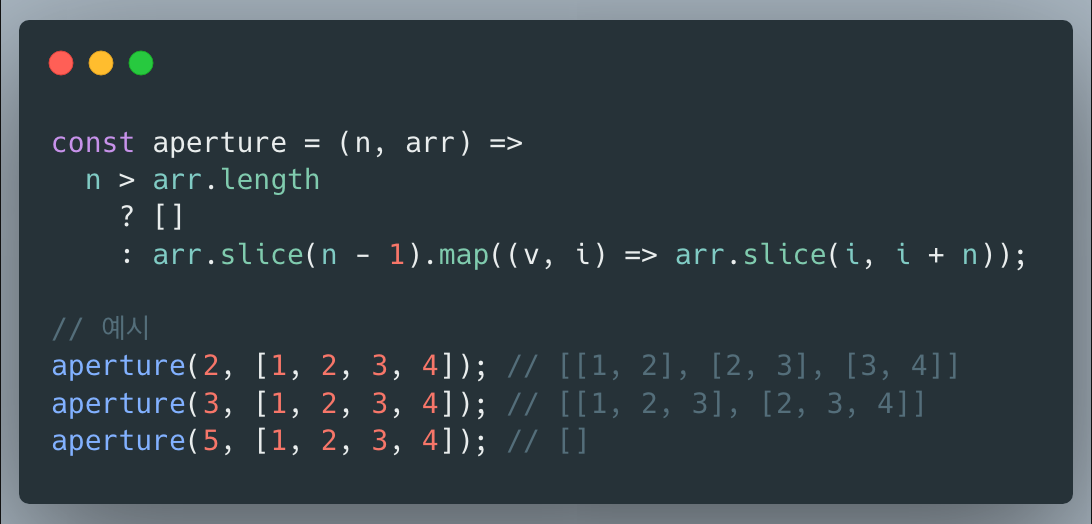 const aperture = (n, arr) =>
  n > arr.length
    ? []
    : arr.slice(n - 1).map((v, i) => arr.slice(i, i + n));

// 예시
aperture(2, [1, 2, 3, 4]); // [[1, 2], [2, 3], [3, 4]]
aperture(3, [1, 2, 3, 4]); // [[1, 2, 3], [2, 3, 4]]
aperture(5, [1, 2, 3, 4]); // []